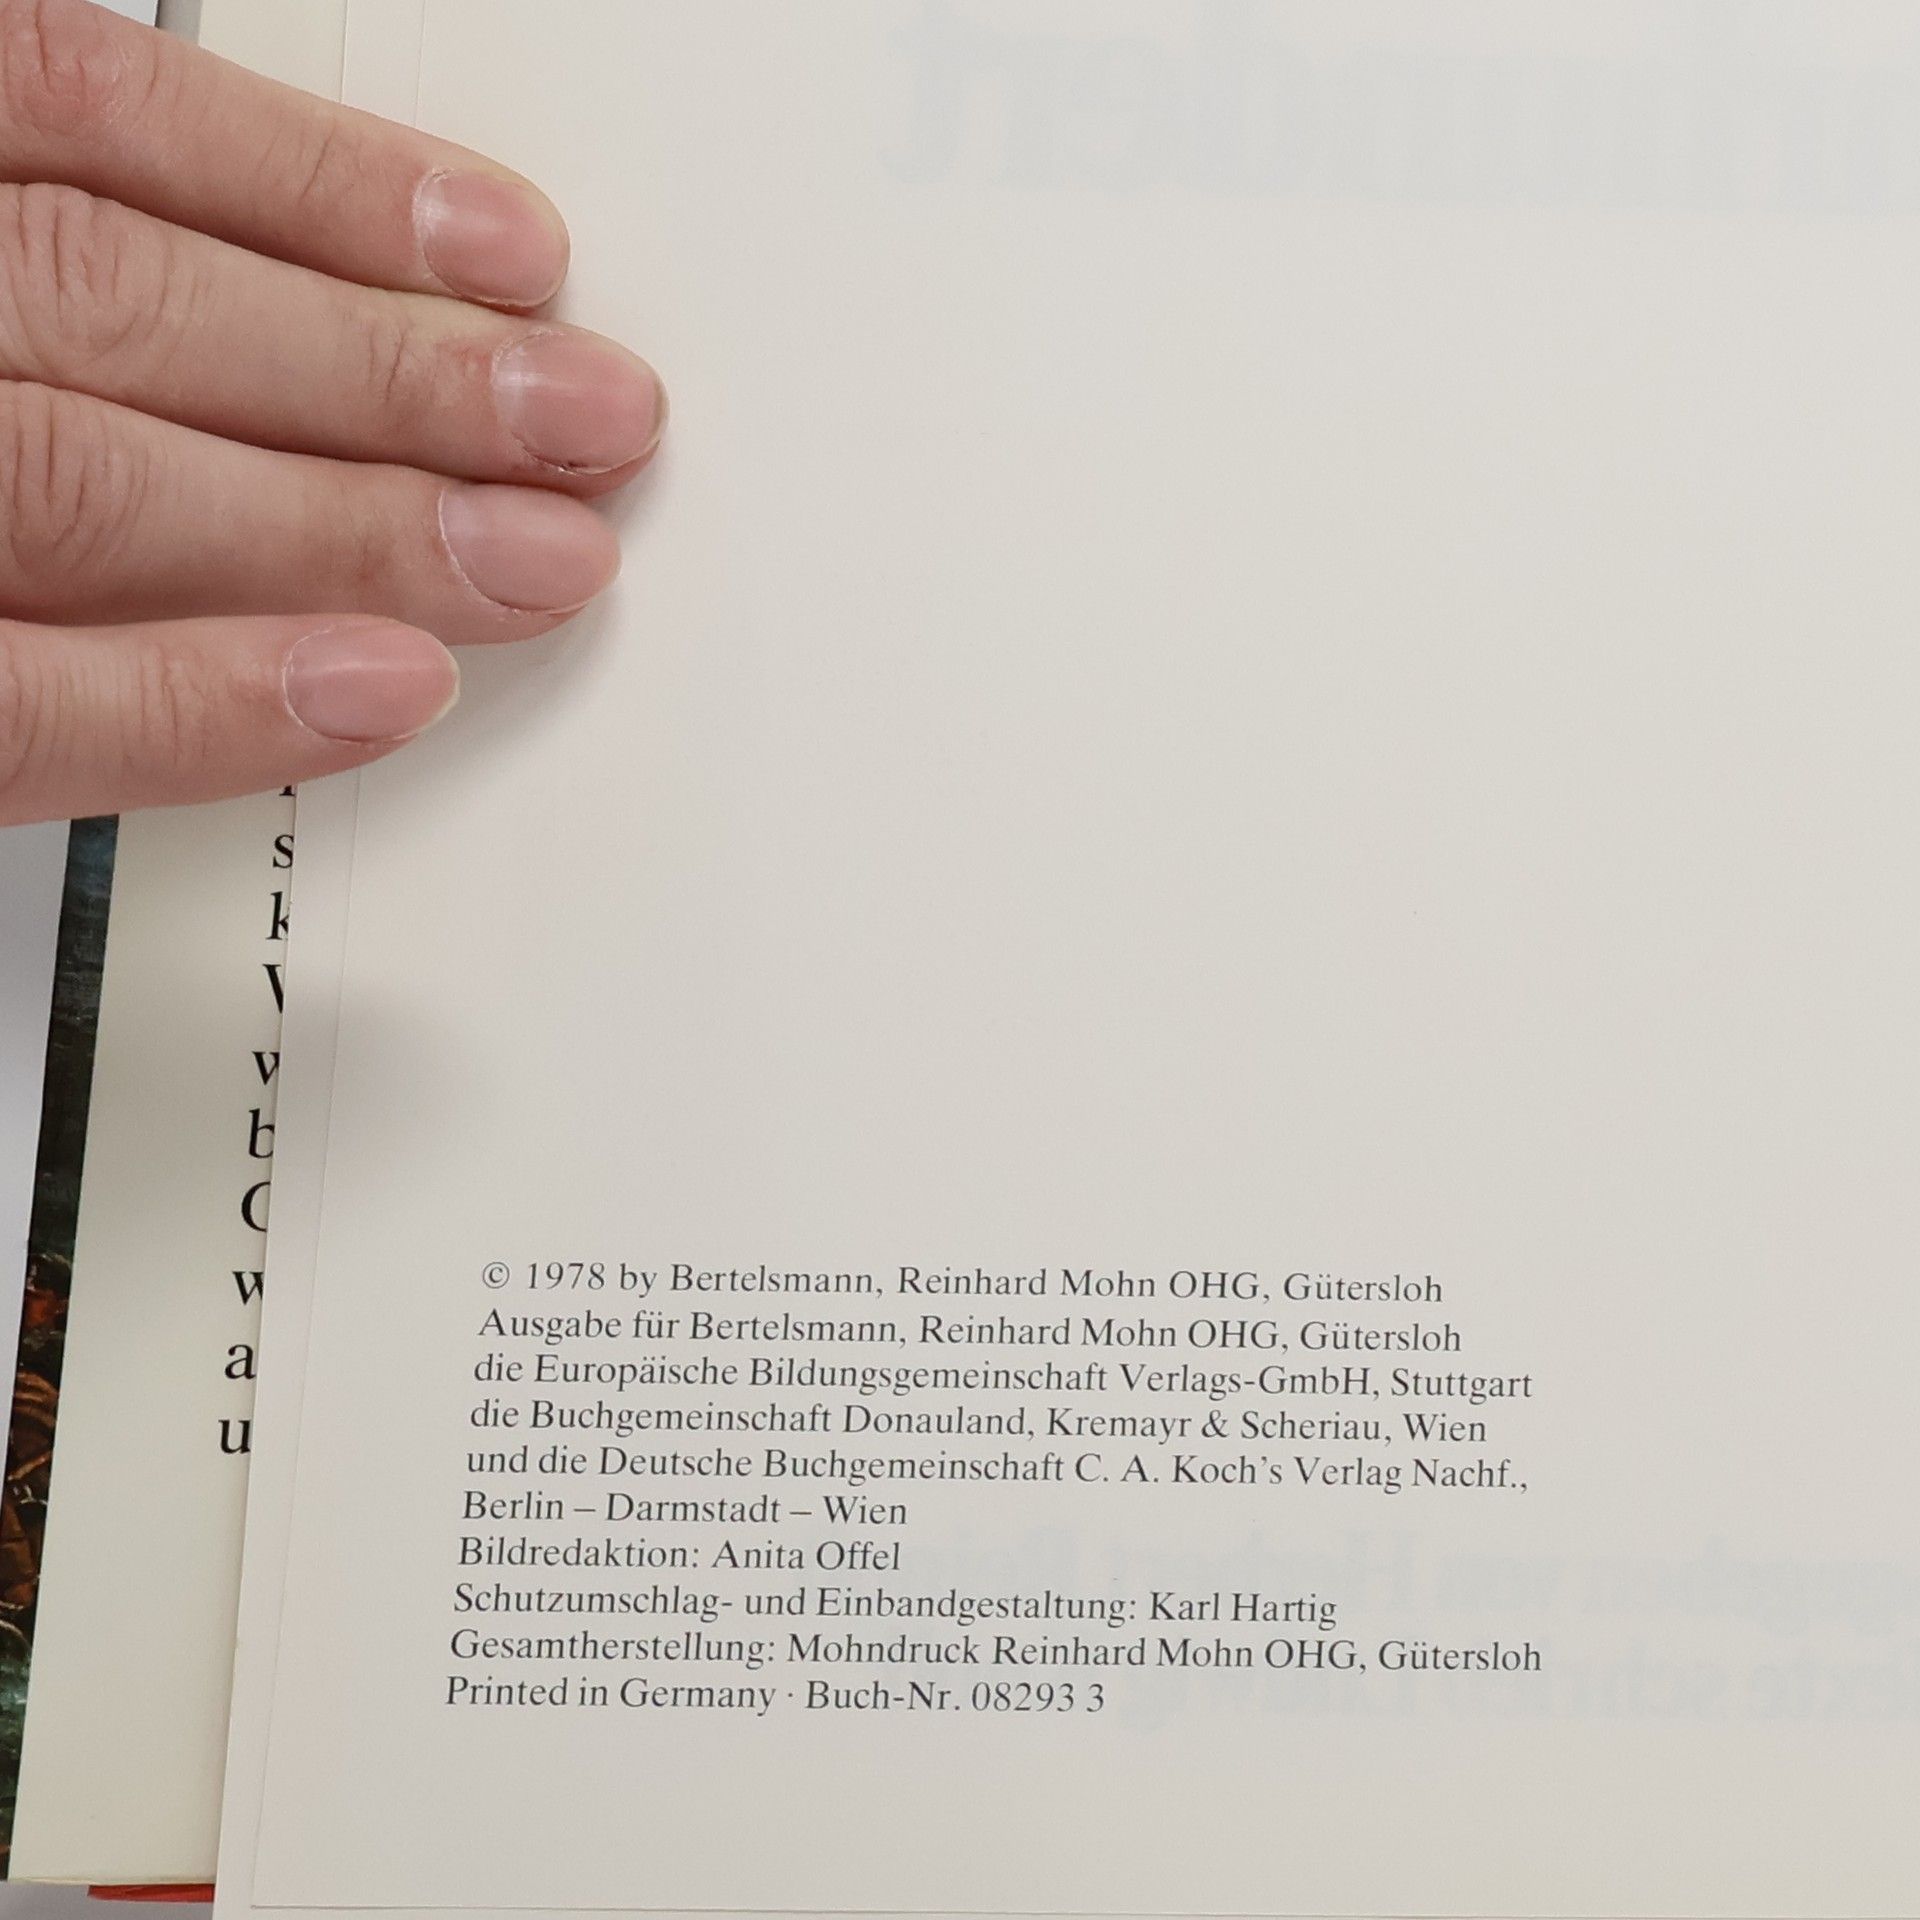 s
k
w
b
w
a
u
© 1978 by Bertelsmann, Reinhard Mohn OHG, Gütersloh
Ausgabe für Bertelsmann, Reinhard Mohn OHG, Gütersloh
die Europäische Bildungsgemeinschaft Verlags-GmbH, Stuttgart
die Buchgemeinschaft Donauland, Kremayr & Scheriau, Wien
und die Deutsche Buchgemeinschaft C. A. Koch’s Verlag Nachf.,
Berlin – Darmstadt – Wien
Bildredaktion: Anita Offel
Schutzumschlag- und Einbandgestaltung: Karl Hartig
Gesamtherstellung: Mohndruck Reinhard Mohn OHG, Gütersloh
Printed in Germany · Buch-Nr. 08293 3